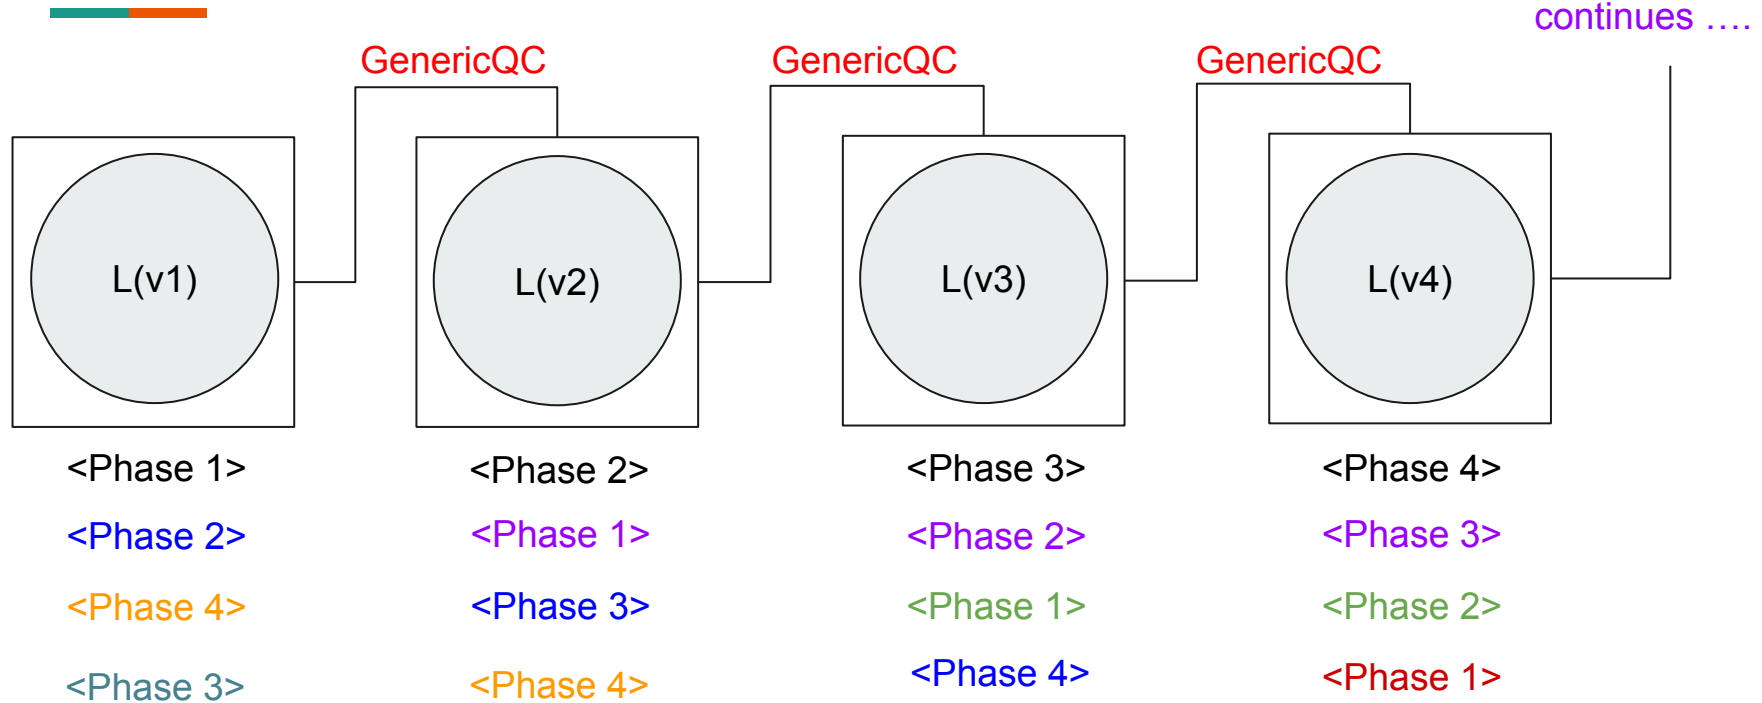 continues ….
GenericQC GenericQC GenericQC
L(v1) L(v2) L(v3) L(v4)
<Phase 1> <Phase 2> <Phase 3> <Phase 4>
<Phase 2> <Phase 1> <Phase 2> <Phase 3>
<Phase 4> <Phase 3> <Phase 1> <Phase 2>
<Phase 3> <Phase 4> <Phase 4> <Phase 1>